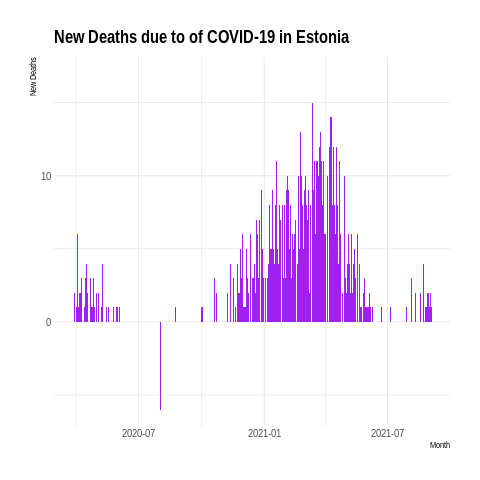 New Deaths due to of COVID-19 in Estonia
New Deaths
10
0
2020-07
2021-01
2021-07
Month